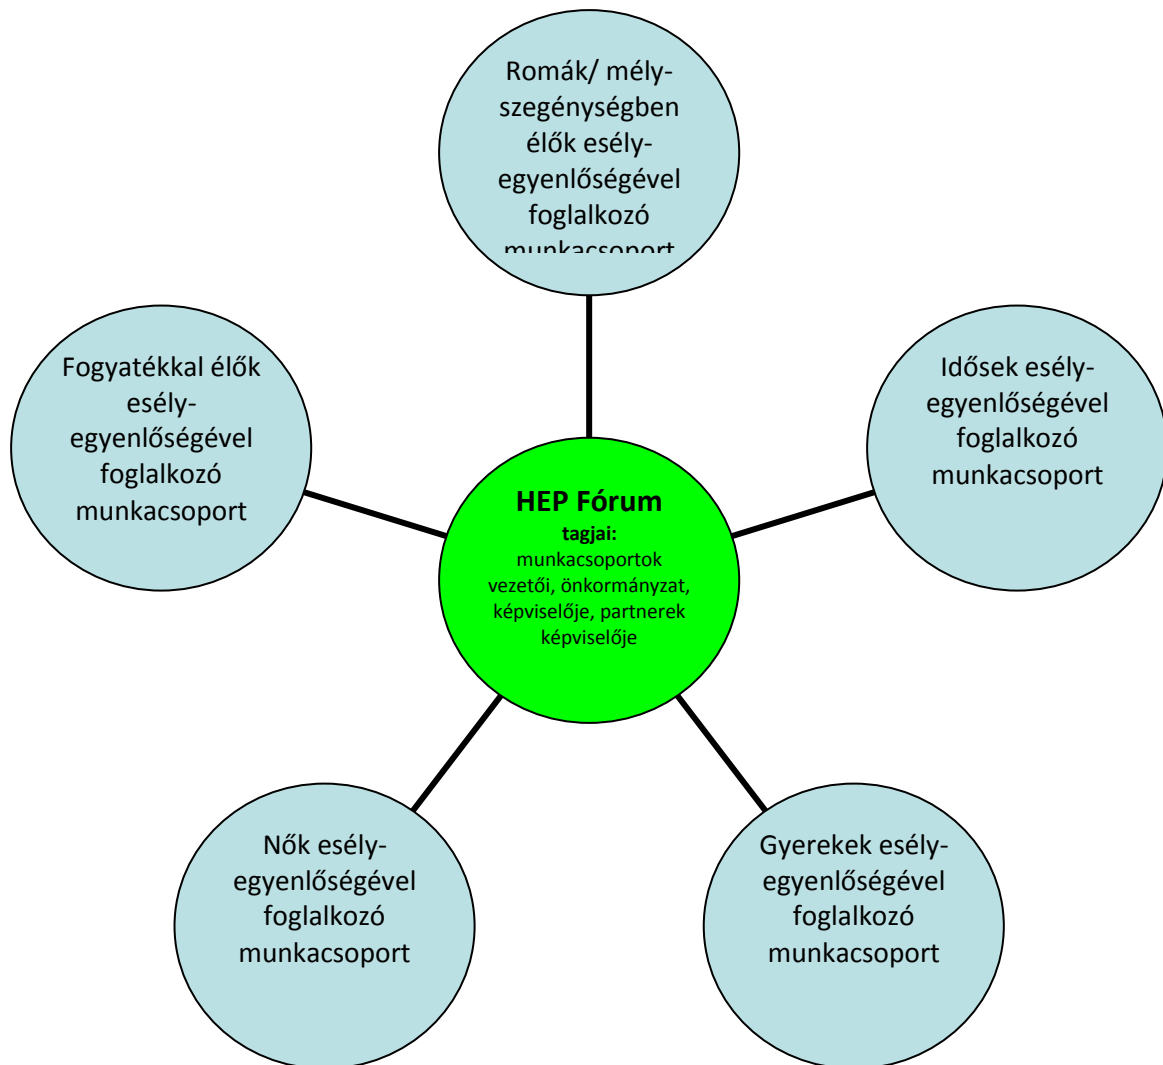 Romák/ mély-
szegénységben
élők esély-
egyenlőségével
foglalkozó
munkacsoport
Fogyatékkal élők
esély-
egyenlőségével
foglalkozó
munkacsoport
Idősek esély-
egyenlőségével
foglalkozó
munkacsoport
HEP Fórum
tagjai:
munkacsoportok
vezetői, önkormányzat,
képviselője, partnerek
képviselője
Nők esély-
egyenlőségével
foglalkozó
munkacsoport
Gyerekek esély-
egyenlőségével
foglalkozó
munkacsoport